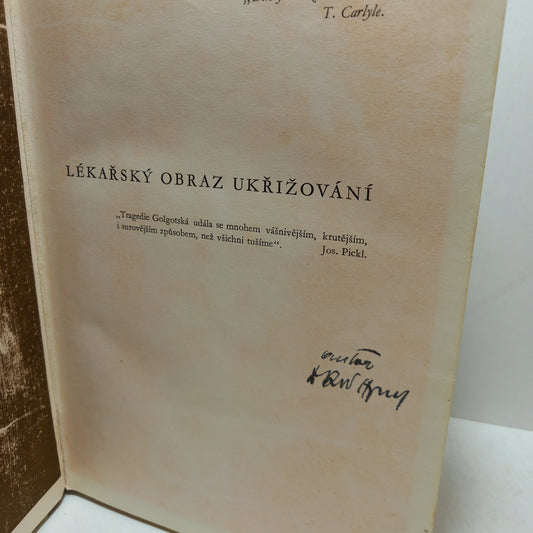 T. Carlyle.
LÉKAŘSKÝ OBRAZ UKŘIŽOVÁNÍ
„Tragedie Golgotská udála se mnohem vášnivějším, krutějším,
i surovějším způsobem, než všichni tušíme“.
Jos. Pickl.
autor